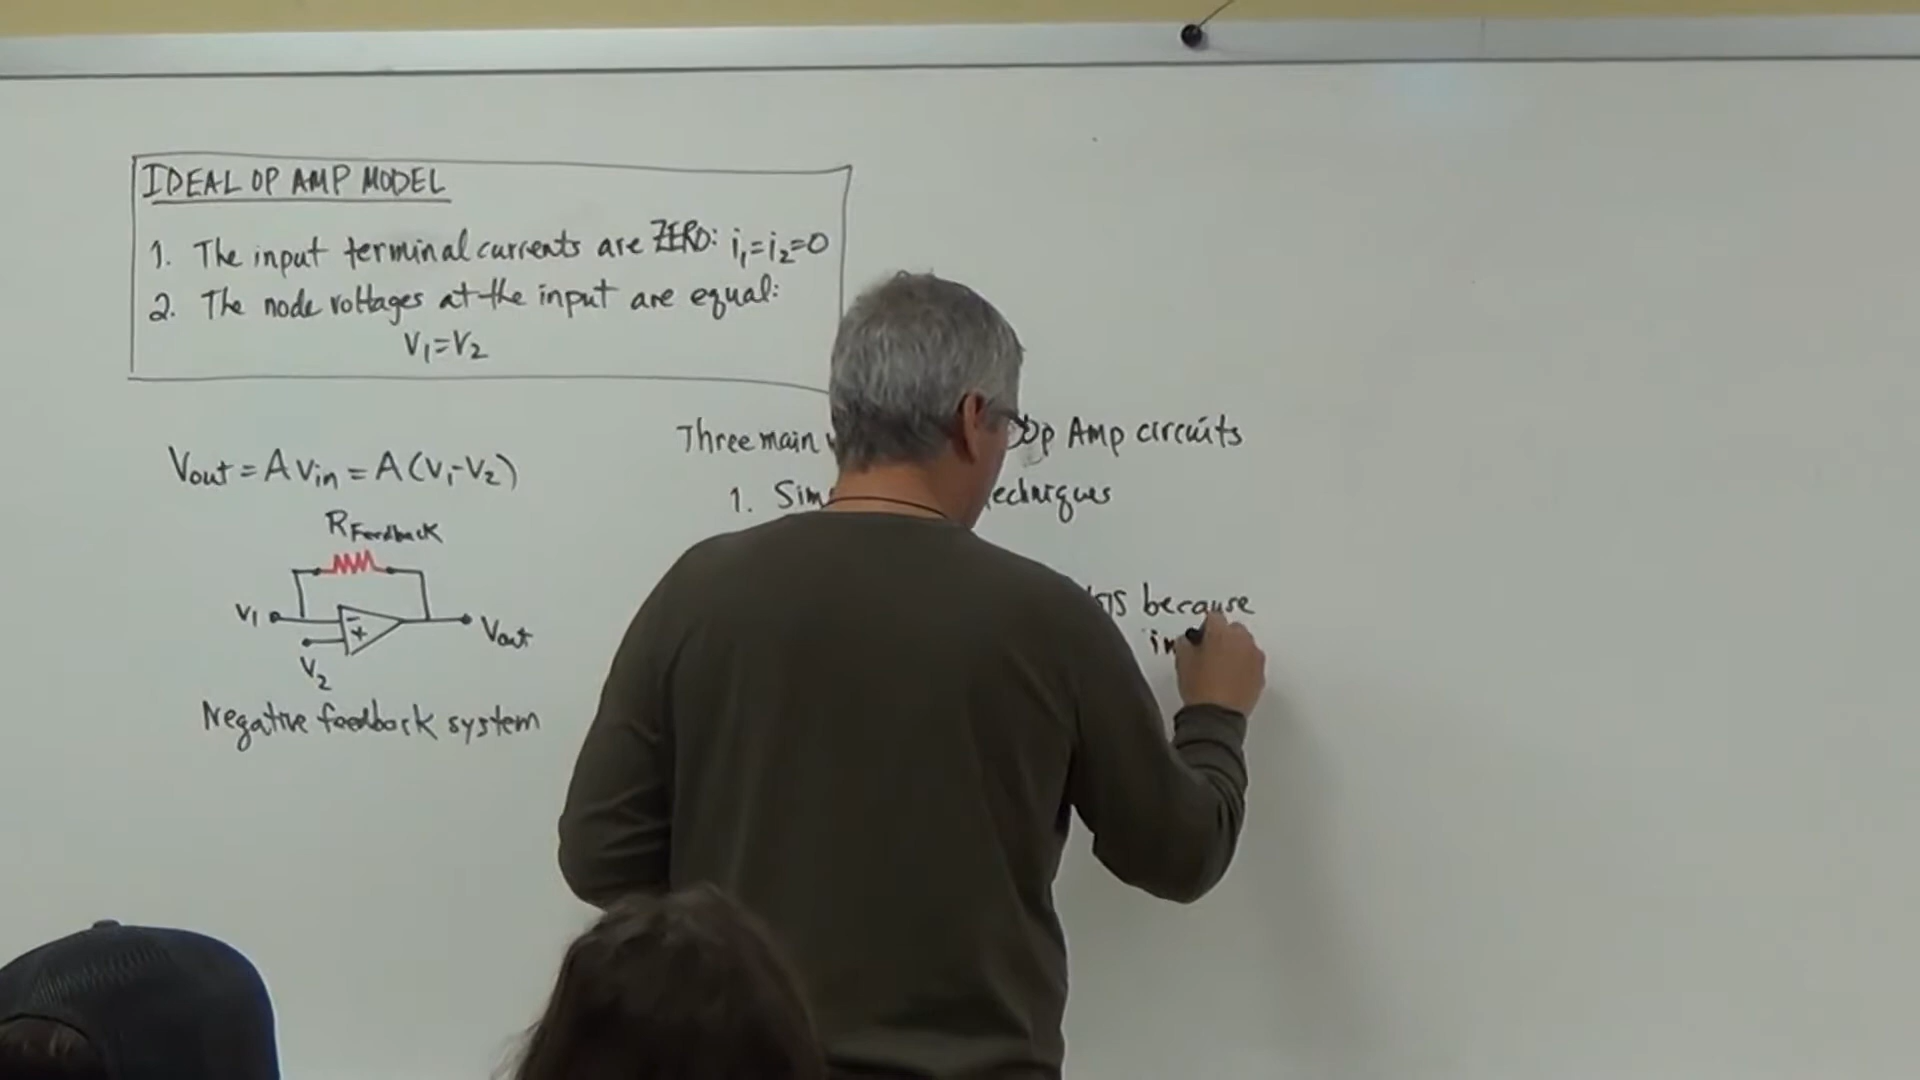 IDEAL OP AMP MODEL
1. The input terminal currents are ZERO: i₁=i₂=0
2. The node voltages at the input are equal:
V₁=V₂
Vout = A Vin = A(V₁-V₂)
RFeedback
V₁
-
+
Vout
V₂
Negative feedback system
Three main Op Amp circuits
1. techniques
because